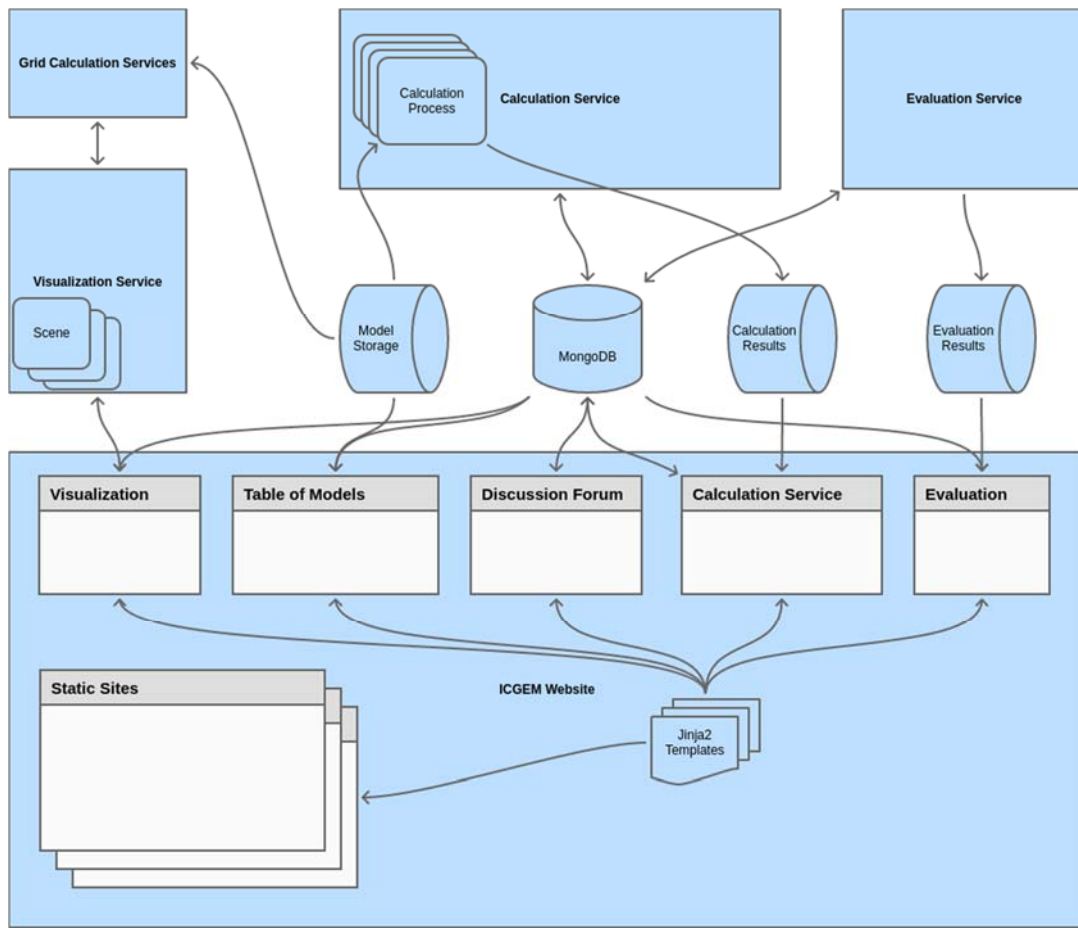 Grid Calculation Services
Calculation
Process
Calculation Service
Evaluation Service
Visualization Service
Scene
Model
Storage
MongoDB
Calculation
Results
Evaluation
Results
Visualization
Table of Models
Discussion Forum
Calculation Service
Evaluation
Static Sites
ICGEM Website
Jinja2
Templates